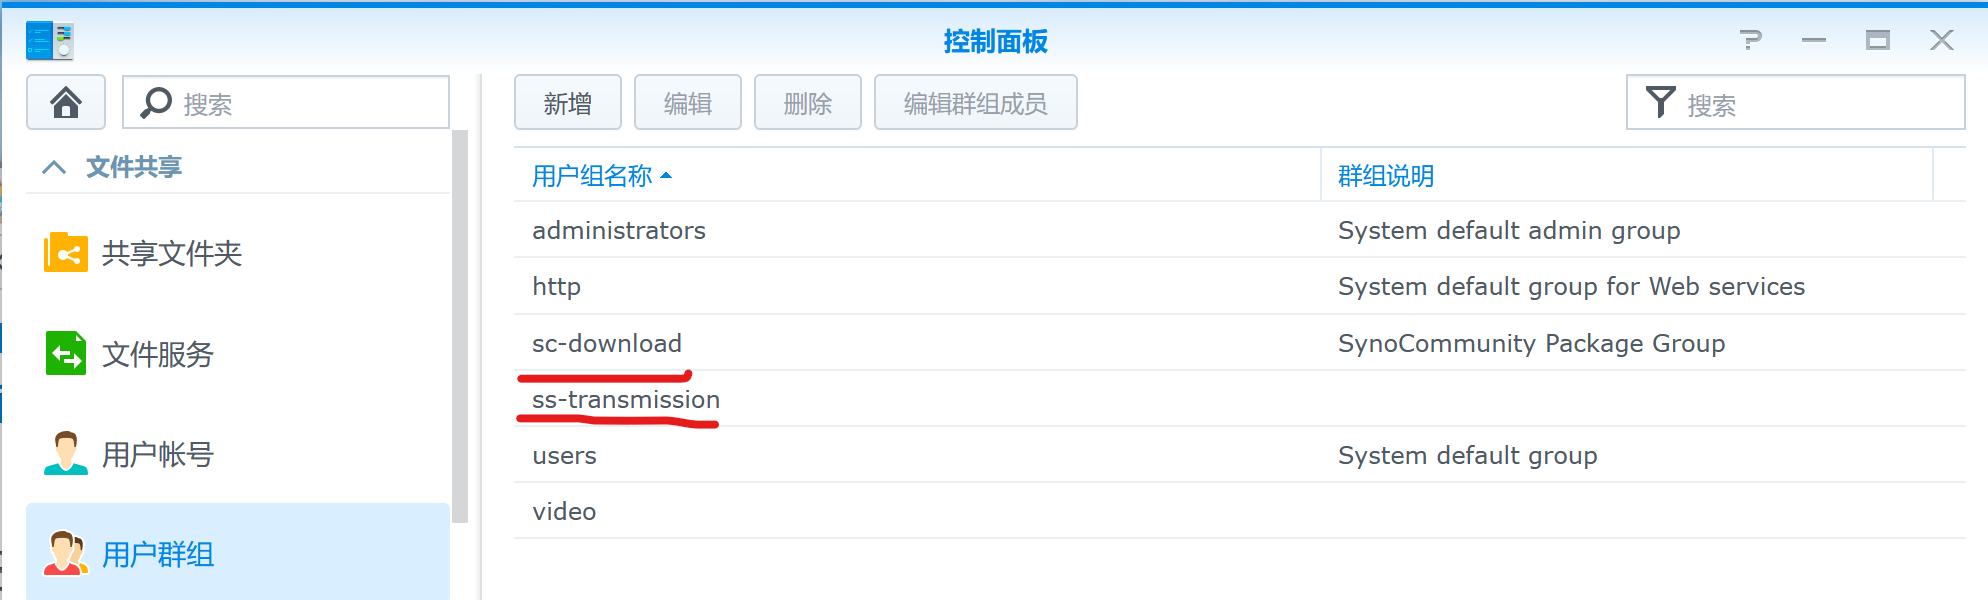 控制面板
搜索
新增 编辑 删除 编辑群组成员 搜索
文件共享
用户组名称 群组说明
administrators System default admin group
共享文件夹
http System default group for Web services
文件服务
sc-download SynoCommunity Package Group
ss-transmission
用户帐号
users System default group
video
用户群组